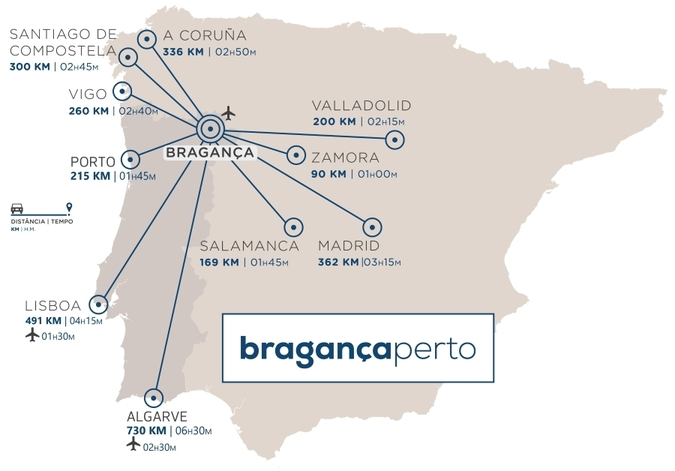 SANTIAGO DE
COMPOSTELA
300 KM | 02H45M
A CORUÑA
336 KM | 02H50M
VIGO
260 KM | 02H40M
VALLADOLID
200 KM | 02H15M
BRAGANÇA
PORTO
215 KM | 01H45M
ZAMORA
90 KM | 01H00M
DISTÂNCIA | TEMPO
KM | H.M.
SALAMANCA
169 KM | 01H45M
MADRID
362 KM |03H15M
LISBOA
491 KM | 04H15M
01H30M
bragançaperto
ALGARVE
730 KM | 06H30M
02H30M